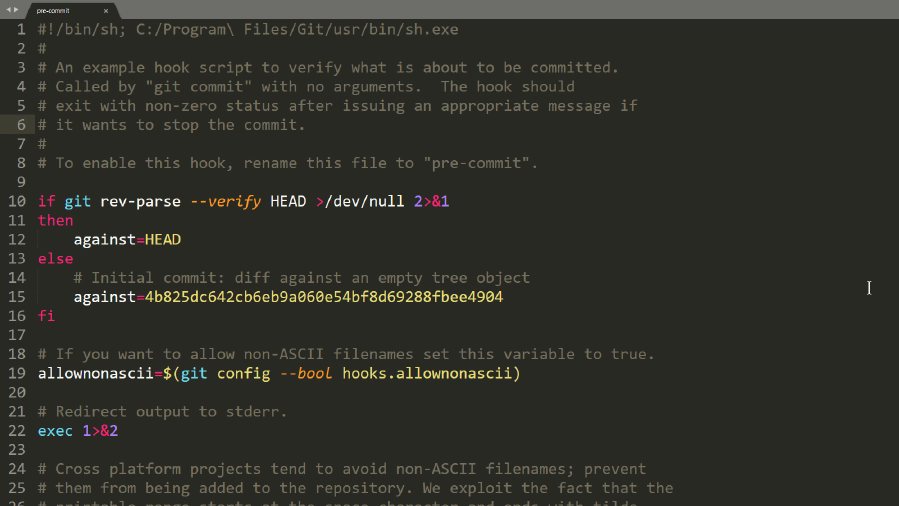 pre-commit ×
1 #!/bin/sh; C:/Program\ Files/Git/usr/bin/sh.exe
2 #
3 # An example hook script to verify what is about to be committed.
4 # Called by "git commit" with no arguments.  The hook should
5 # exit with non-zero status after issuing an appropriate message if
6 # it wants to stop the commit.
7 #
8 # To enable this hook, rename this file to "pre-commit".
9
10 if git rev-parse --verify HEAD >/dev/null 2>&1
11 then
12     against=HEAD
13 else
14     # Initial commit: diff against an empty tree object
15     against=4b825dc642cb6eb9a060e54bf8d69288fbee4904
16 fi
17
18 # If you want to allow non-ASCII filenames set this variable to true.
19 allownonascii=$(git config --bool hooks.allownonascii)
20
21 # Redirect output to stderr.
22 exec 1>&2
23
24 # Cross platform projects tend to avoid non-ASCII filenames; prevent
25 # them from being added to the repository. We exploit the fact that the